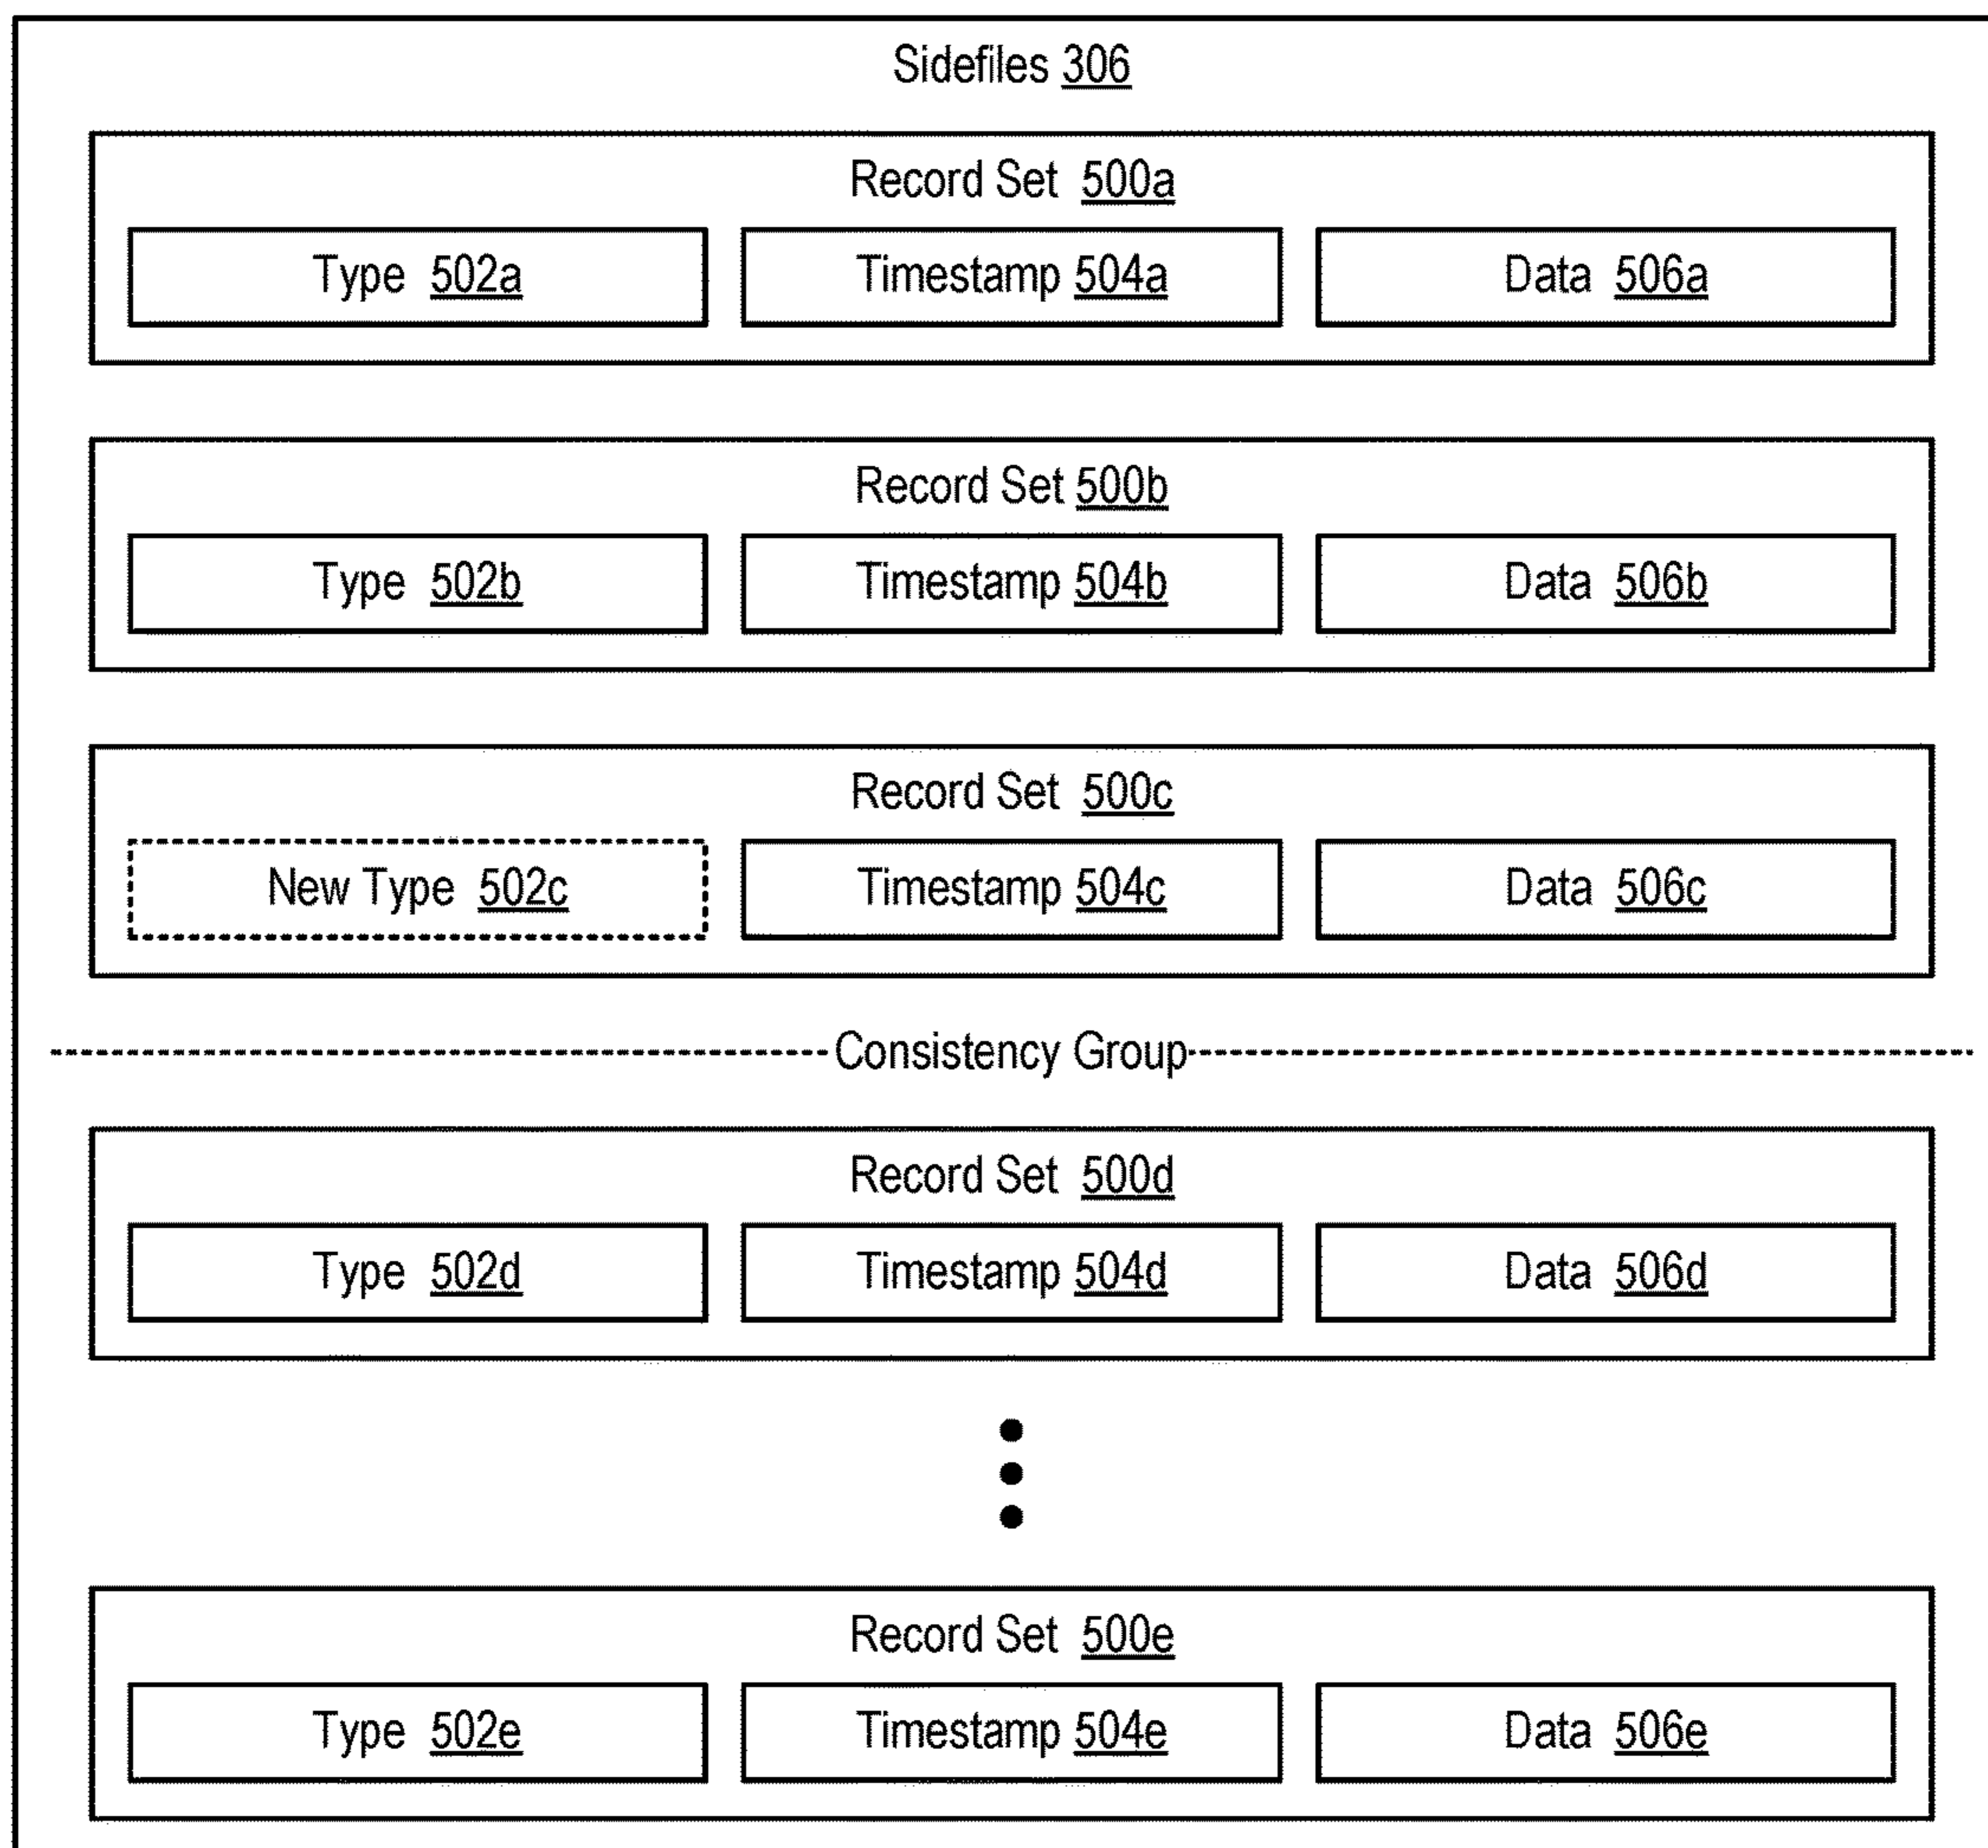 Sidefiles 306
Record Set 500a
Type 502a Timestamp 504a Data 506a
Record Set 500b
Type 502b Timestamp 504b Data 506b
Record Set 500c
New Type 502c Timestamp 504c Data 506c
Consistency Group
Record Set 500d
Type 502d Timestamp 504d Data 506d
Record Set 500e
Type 502e Timestamp 504e Data 506e